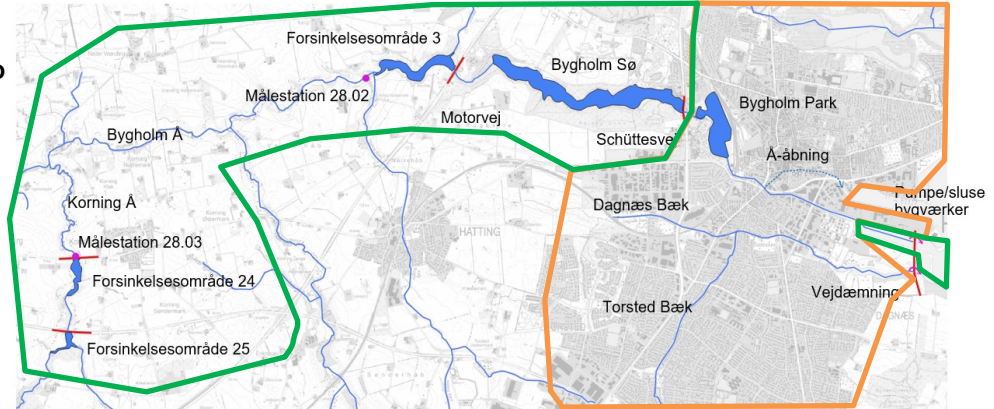 Forsinkelsesområde 3
Bygholm Sø
Målestation 28.02
Bygholm Park
Motorvej
Bygholm Å
Schüttesvej
Å-åbning
Pumpe/sluse
bygværker
Korning Å
Dagnæs Bæk
HATTING
Målestation 28.03
Forsinkelsesområde 24
Vejdæmning
Torsted Bæk
DAGNÆS
Forsinkelsesområde 25